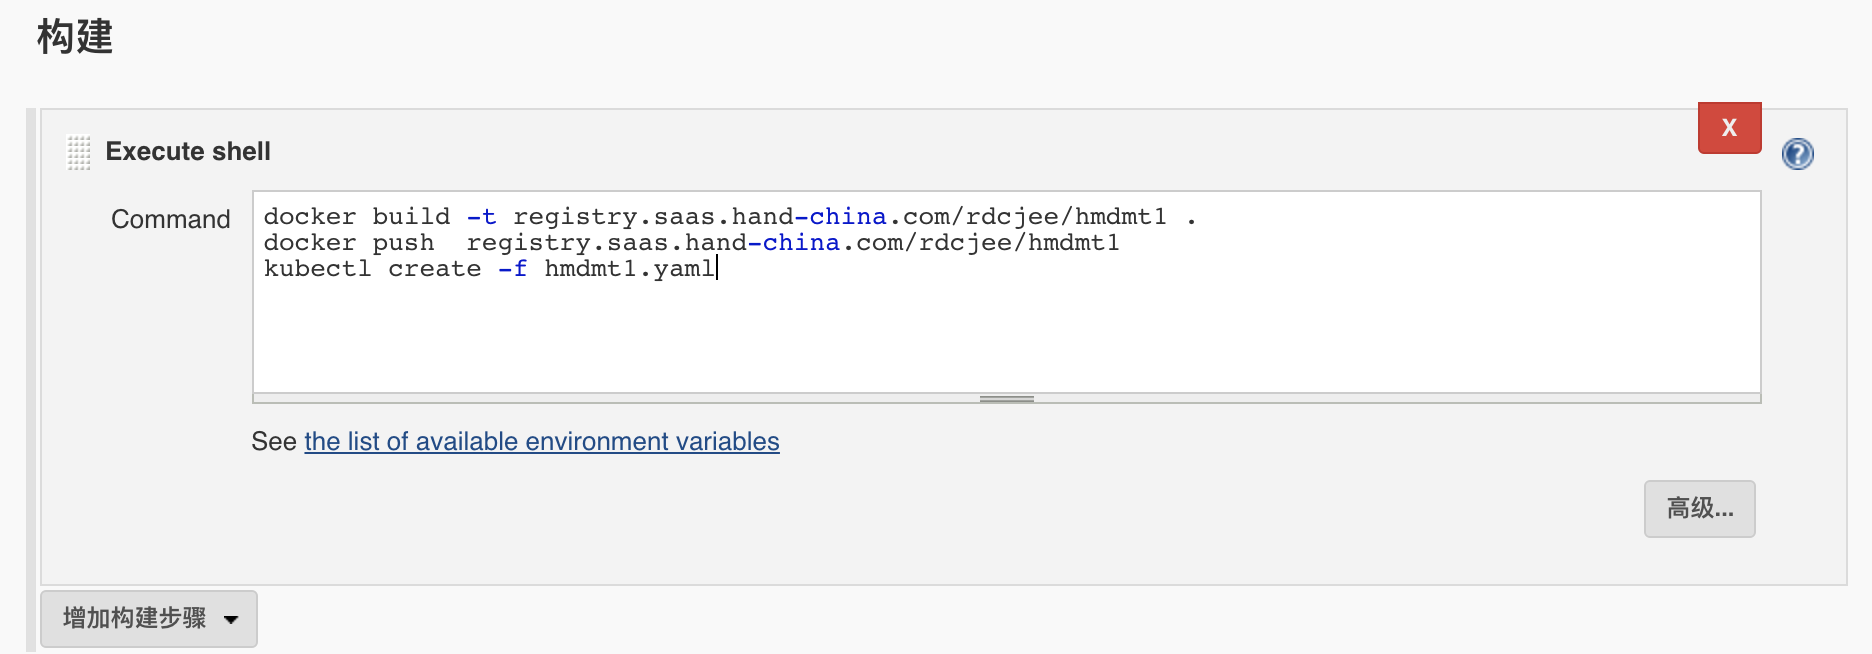 构建
X
Execute shell
?
Command
docker build -t registry.saas.hand-china.com/rdcjee/hmdmt1 .
docker push  registry.saas.hand-china.com/rdcjee/hmdmt1
kubectl create -f hmdmt1.yaml
See the list of available environment variables
高级...
增加构建步骤